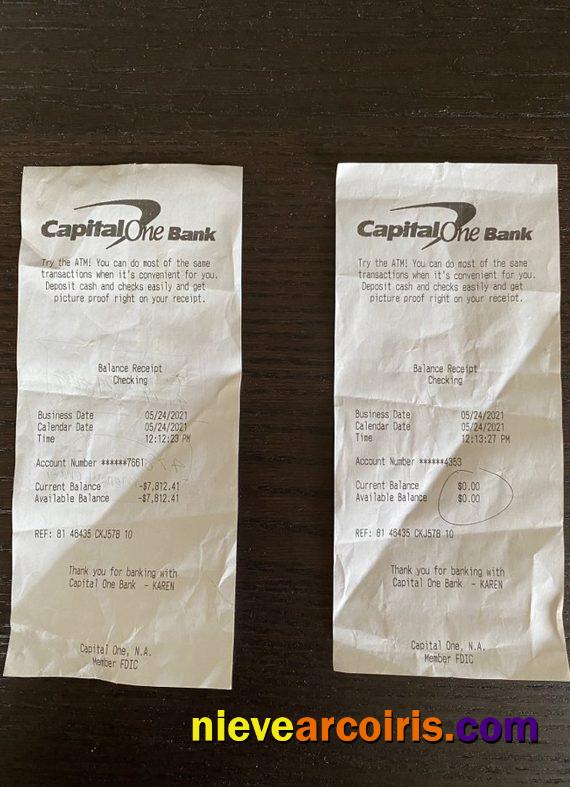 Capital One Bank
Try the ATM! You can do most of the same
transactions when it's convenient for you.
Deposit cash and checks easily and get
picture proof right on your receipt.
Balance Receipt
Checking
Business Date 05/24/2021
Calendar Date 05/24/2021
Time 12:12:23 PM
Account Number ******7661
Current Balance -$7,812.41
Available Balance -$7,812.41
REF: 81 46435 CKJ578 10
Thank you for banking with
Capital One Bank - KAREN
Capital One, N.A.
Member FDIC
Capital One Bank
Try the ATM! You can do most of the same
transactions when it's convenient for you.
Deposit cash and checks easily and get
picture proof right on your receipt.
Balance Receipt
Checking
Business Date 05/24/2021
Calendar Date 05/24/2021
Time 12:13:27 PM
Account Number ******4353
Current Balance $0.00
Available Balance $0.00
REF: 81 46435 CKJ578 10
Thank you for banking with
Capital One Bank - KAREN
Capital One, N.A.
Member FDIC
nievearcoiris.com